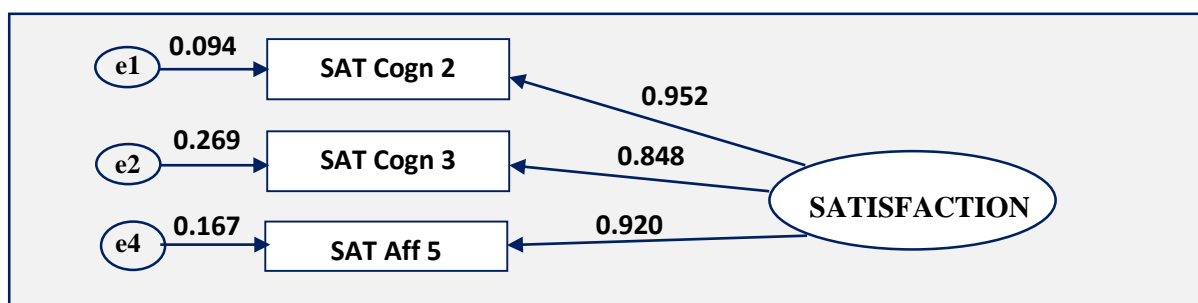 0.094
e1
SAT Cogn 2
0.952
0.269
e2
SAT Cogn 3
0.848
SATISFACTION
0.167
e4
SAT Aff 5
0.920